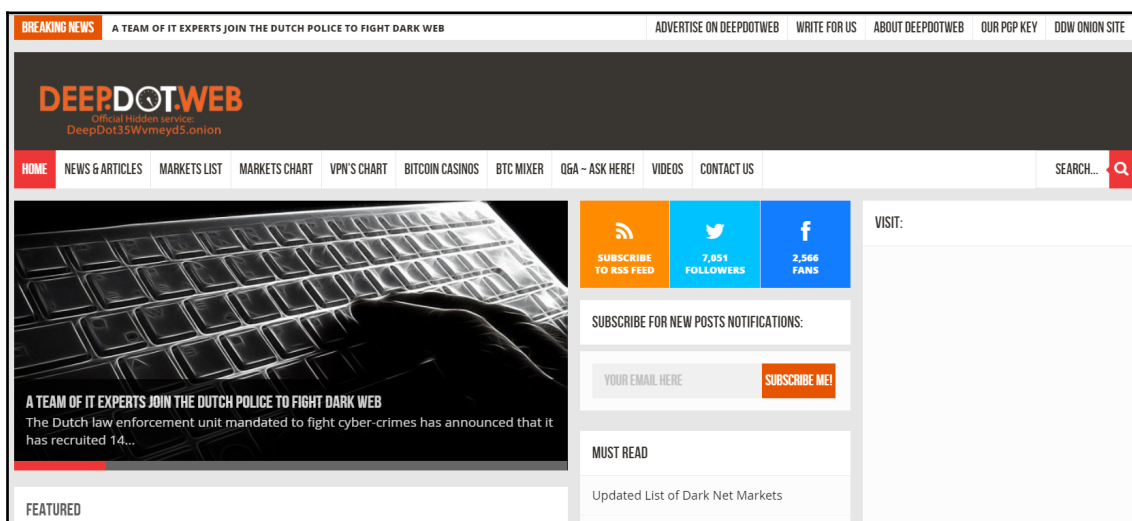 BREAKING NEWS A TEAM OF IT EXPERTS JOIN THE DUTCH POLICE TO FIGHT DARK WEB ADVERTISE ON DEEPDOTWEB WRITE FOR US ABOUT DEEPDOTWEB OUR PGP KEY DDW ONION SITE
DEEP.DOT.WEB
Official Hidden service:
DeepDot35Wvmeyd5.onion
HOME NEWS & ARTICLES MARKETS LIST MARKETS CHART VPN'S CHART BITCOIN CASINOS BTC MIXER Q&A ~ ASK HERE! VIDEOS CONTACT US SEARCH...
SUBSCRIBE
TO RSS FEED
7,051
FOLLOWERS
2,566
FANS
VISIT:
SUBSCRIBE FOR NEW POSTS NOTIFICATIONS:
YOUR EMAIL HERE SUBSCRIBE ME!
A TEAM OF IT EXPERTS JOIN THE DUTCH POLICE TO FIGHT DARK WEB
The Dutch law enforcement unit mandated to fight cyber-crimes has announced that it
has recruited 14...
MUST READ
Updated List of Dark Net Markets
FEATURED